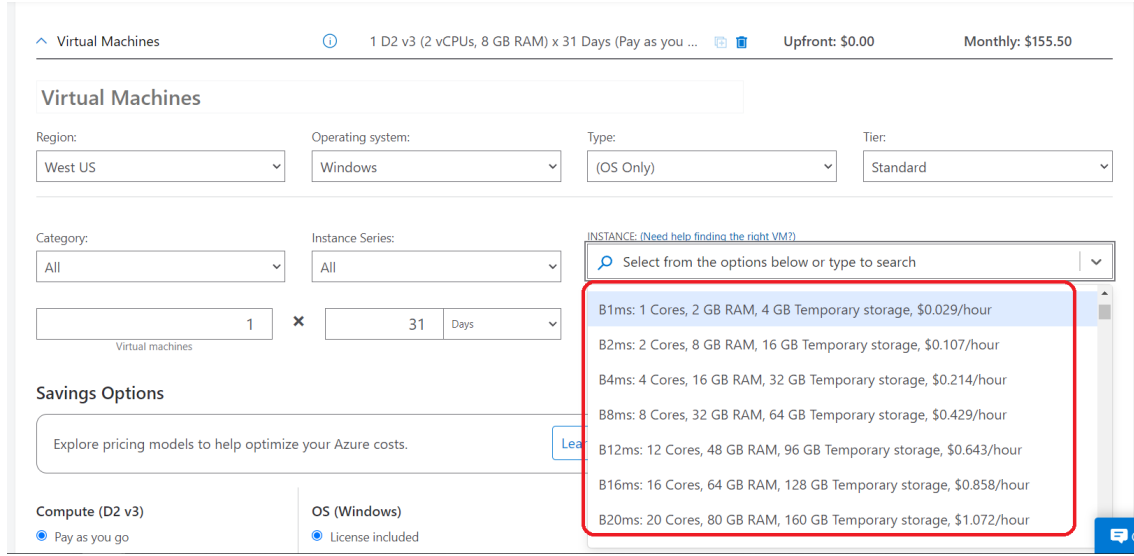 Virtual Machines 1 D2 v3 (2 vCPUs, 8 GB RAM) x 31 Days (Pay as you ... Upfront: $0.00 Monthly: $155.50
Virtual Machines
Region: Operating system: Type: Tier:
West US Windows (OS Only) Standard
Category: Instance Series: INSTANCE: (Need help finding the right VM?)
All All Select from the options below or type to search
B1ms: 1 Cores, 2 GB RAM, 4 GB Temporary storage, $0.029/hour
1 × 31 Days
Virtual machines
B2ms: 2 Cores, 8 GB RAM, 16 GB Temporary storage, $0.107/hour
B4ms: 4 Cores, 16 GB RAM, 32 GB Temporary storage, $0.214/hour
Savings Options
B8ms: 8 Cores, 32 GB RAM, 64 GB Temporary storage, $0.429/hour
Explore pricing models to help optimize your Azure costs. Lea
B12ms: 12 Cores, 48 GB RAM, 96 GB Temporary storage, $0.643/hour
B16ms: 16 Cores, 64 GB RAM, 128 GB Temporary storage, $0.858/hour
Compute (D2 v3) OS (Windows)
B20ms: 20 Cores, 80 GB RAM, 160 GB Temporary storage, $1.072/hour
Pay as you go License included